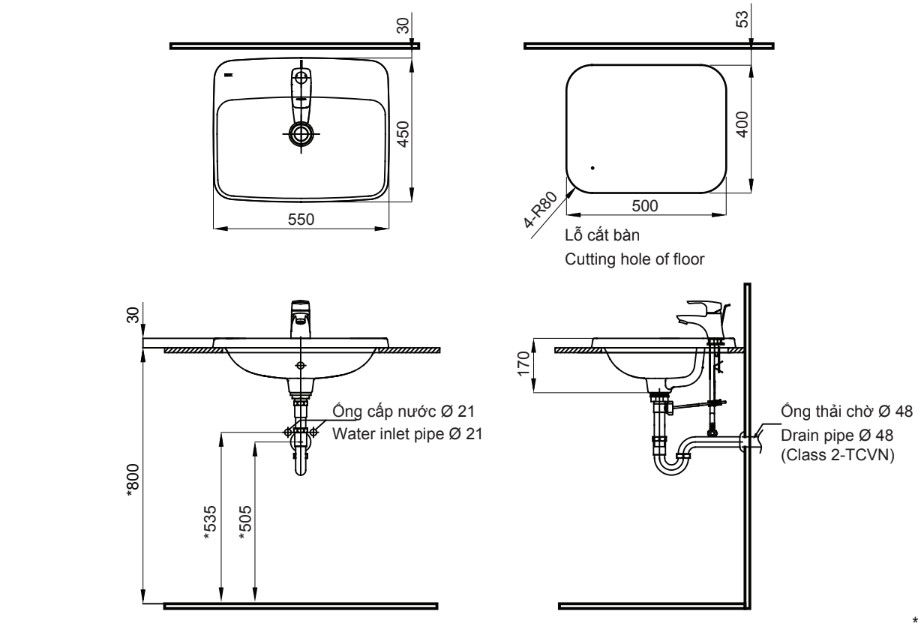 30
53
450
400
550
500
4-R80
Lỗ cắt bàn
Cutting hole of floor
30
170
Ống cấp nước Ø 21
Water inlet pipe Ø 21
Ống thải chờ Ø 48
Drain pipe Ø 48
(Class 2-TCVN)
*800
*535
*505
*